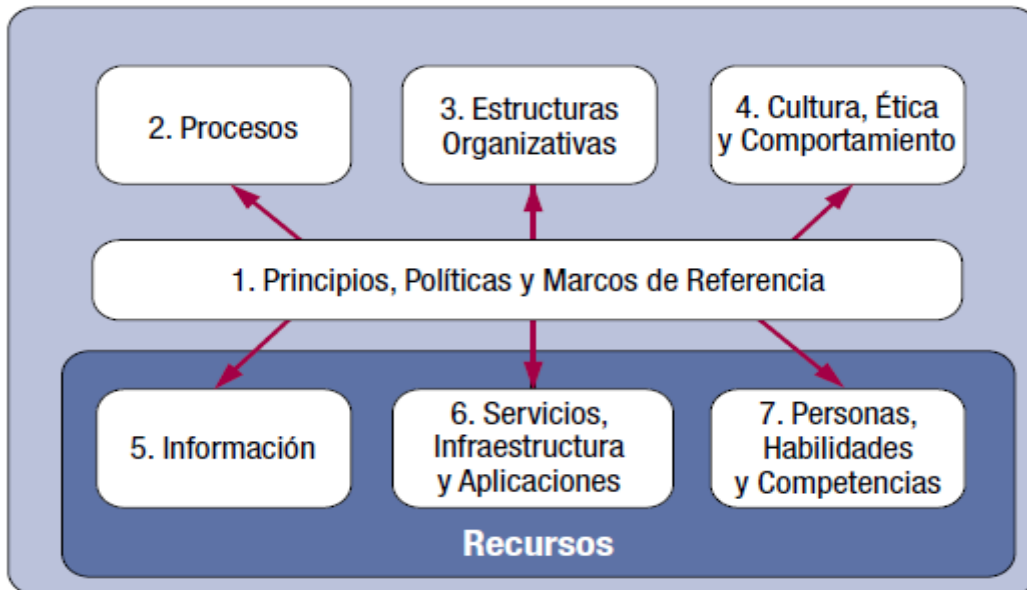 2. Procesos
3. Estructuras
Organizativas
4. Cultura, Ética
y Comportamiento
1. Principios, Políticas y Marcos de Referencia
5. Información
6. Servicios,
Infraestructura
y Aplicaciones
7. Personas,
Habilidades
y Competencias
Recursos